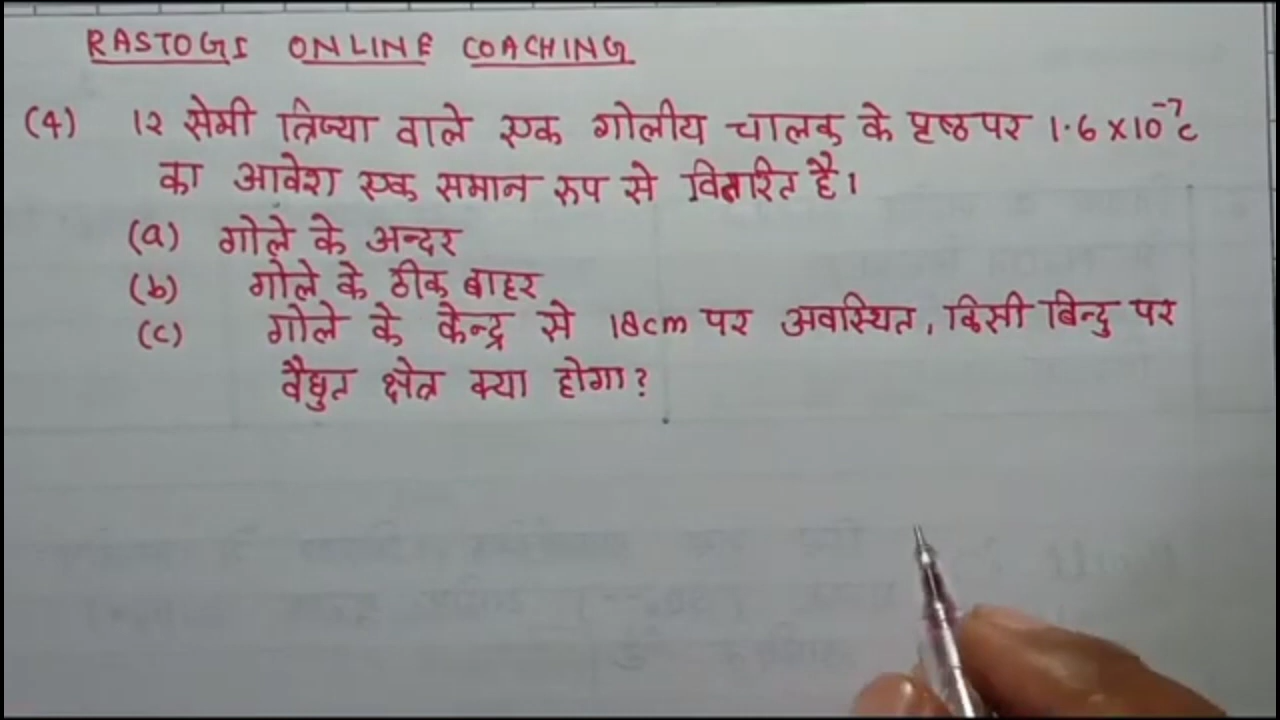 RASTOGI ONLINE COACHING
(4) 12 सेमी त्रिज्या वाले एक गोलीय चालक के पृष्ठ पर 1.6 × 10⁻⁷c
का आवेश एक समान रूप से वितरित है।
(a) गोले के अन्दर
(b) गोले के ठीक बाहर
(c) गोले के केन्द्र से 18cm पर अवस्थित, किसी बिन्दु पर
वैद्युत क्षेत्र क्या होगा?